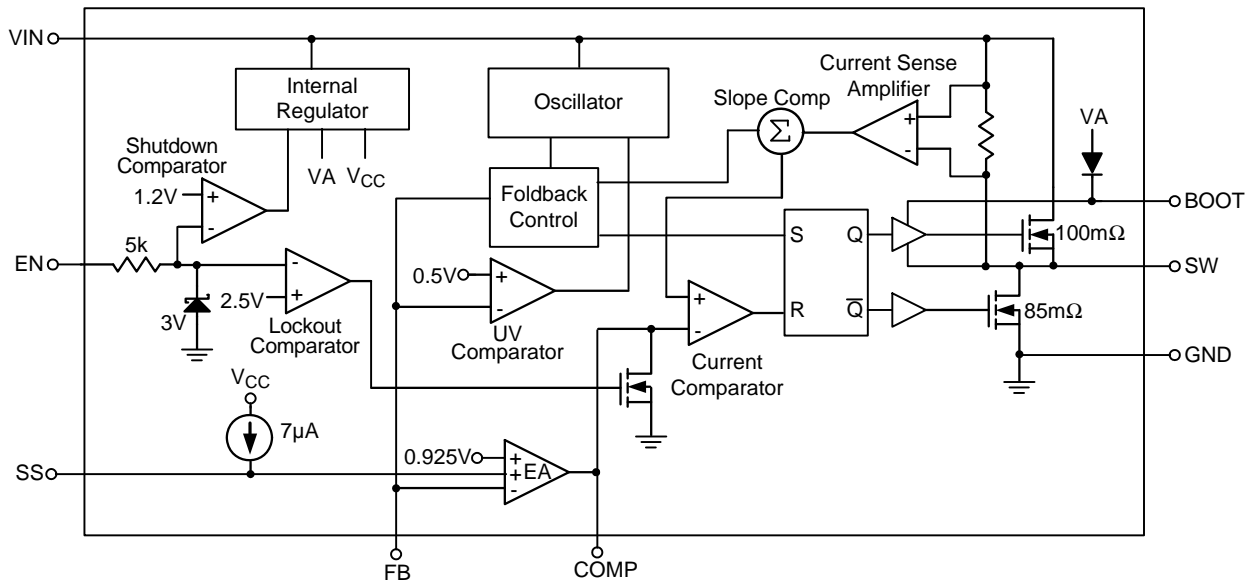 VIN
Internal
Regulator
Oscillator
Current Sense
Amplifier
Slope Comp
+
-
Σ
VA
Shutdown
Comparator
1.2V
+
-
VA
VCC
Foldback
Control
BOOT
S
Q
100mΩ
EN
5k
-
+
2.5V
3V
Lockout
Comparator
0.5V
+
-
UV
Comparator
+
-
Current
Comparator
R
Q
SW
85mΩ
GND
VCC
7µA
SS
0.925V
+
+
-
EA
FB
COMP